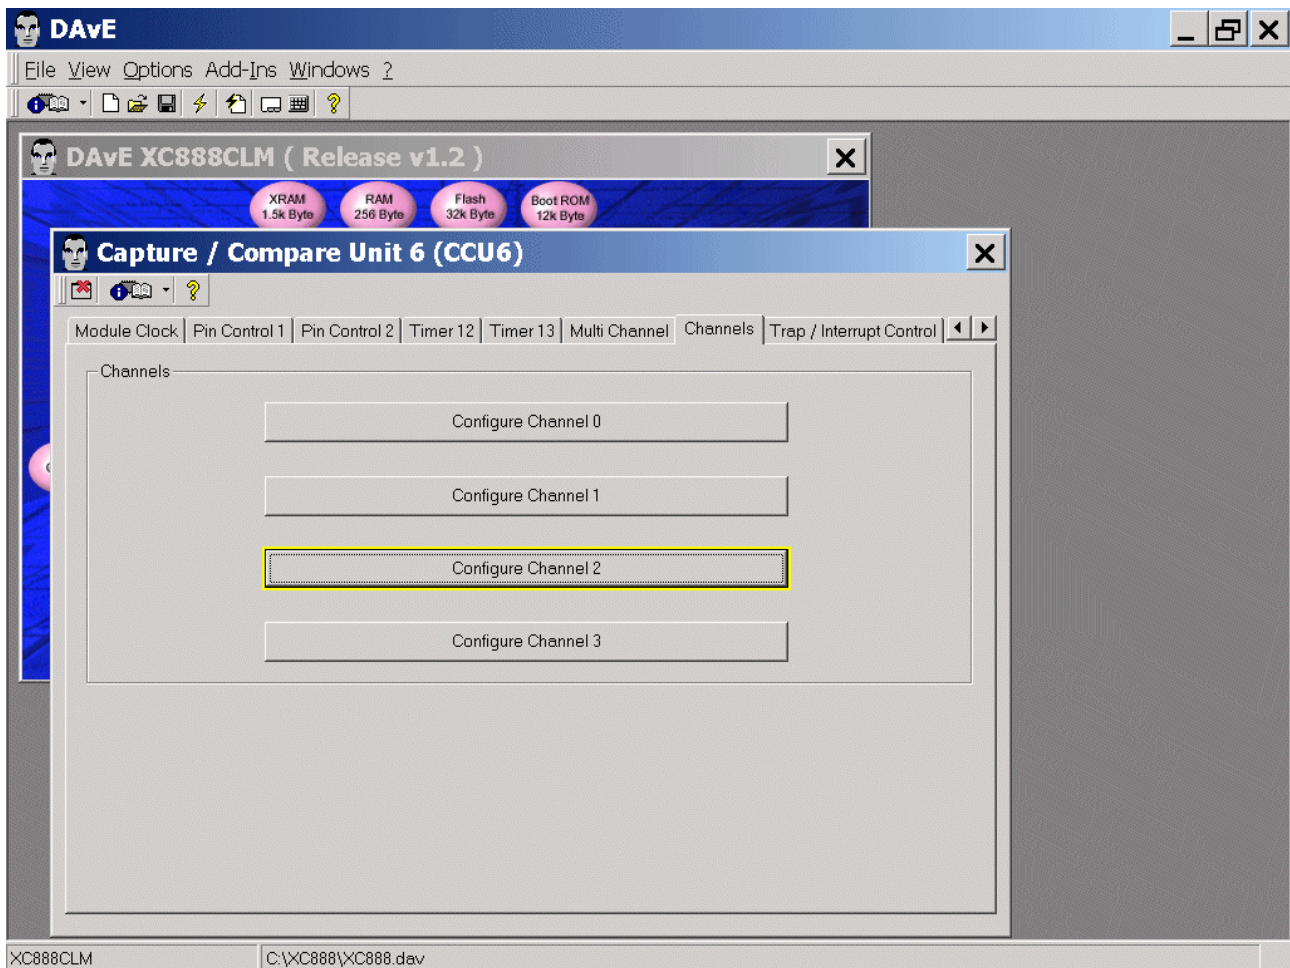 DAvE
File View Options Add-Ins Windows ?
DAvE XC888CLM ( Release v1.2 )
XRAM
1.5k Byte
RAM
256 Byte
Flash
32k Byte
Boot ROM
12k Byte
Capture / Compare Unit 6 (CCU6)
Module Clock Pin Control 1 Pin Control 2 Timer 12 Timer 13 Multi Channel Channels Trap / Interrupt Control
Channels
Configure Channel 0
Configure Channel 1
Configure Channel 2
Configure Channel 3
XC888CLM C:\XC888\XC888.dav